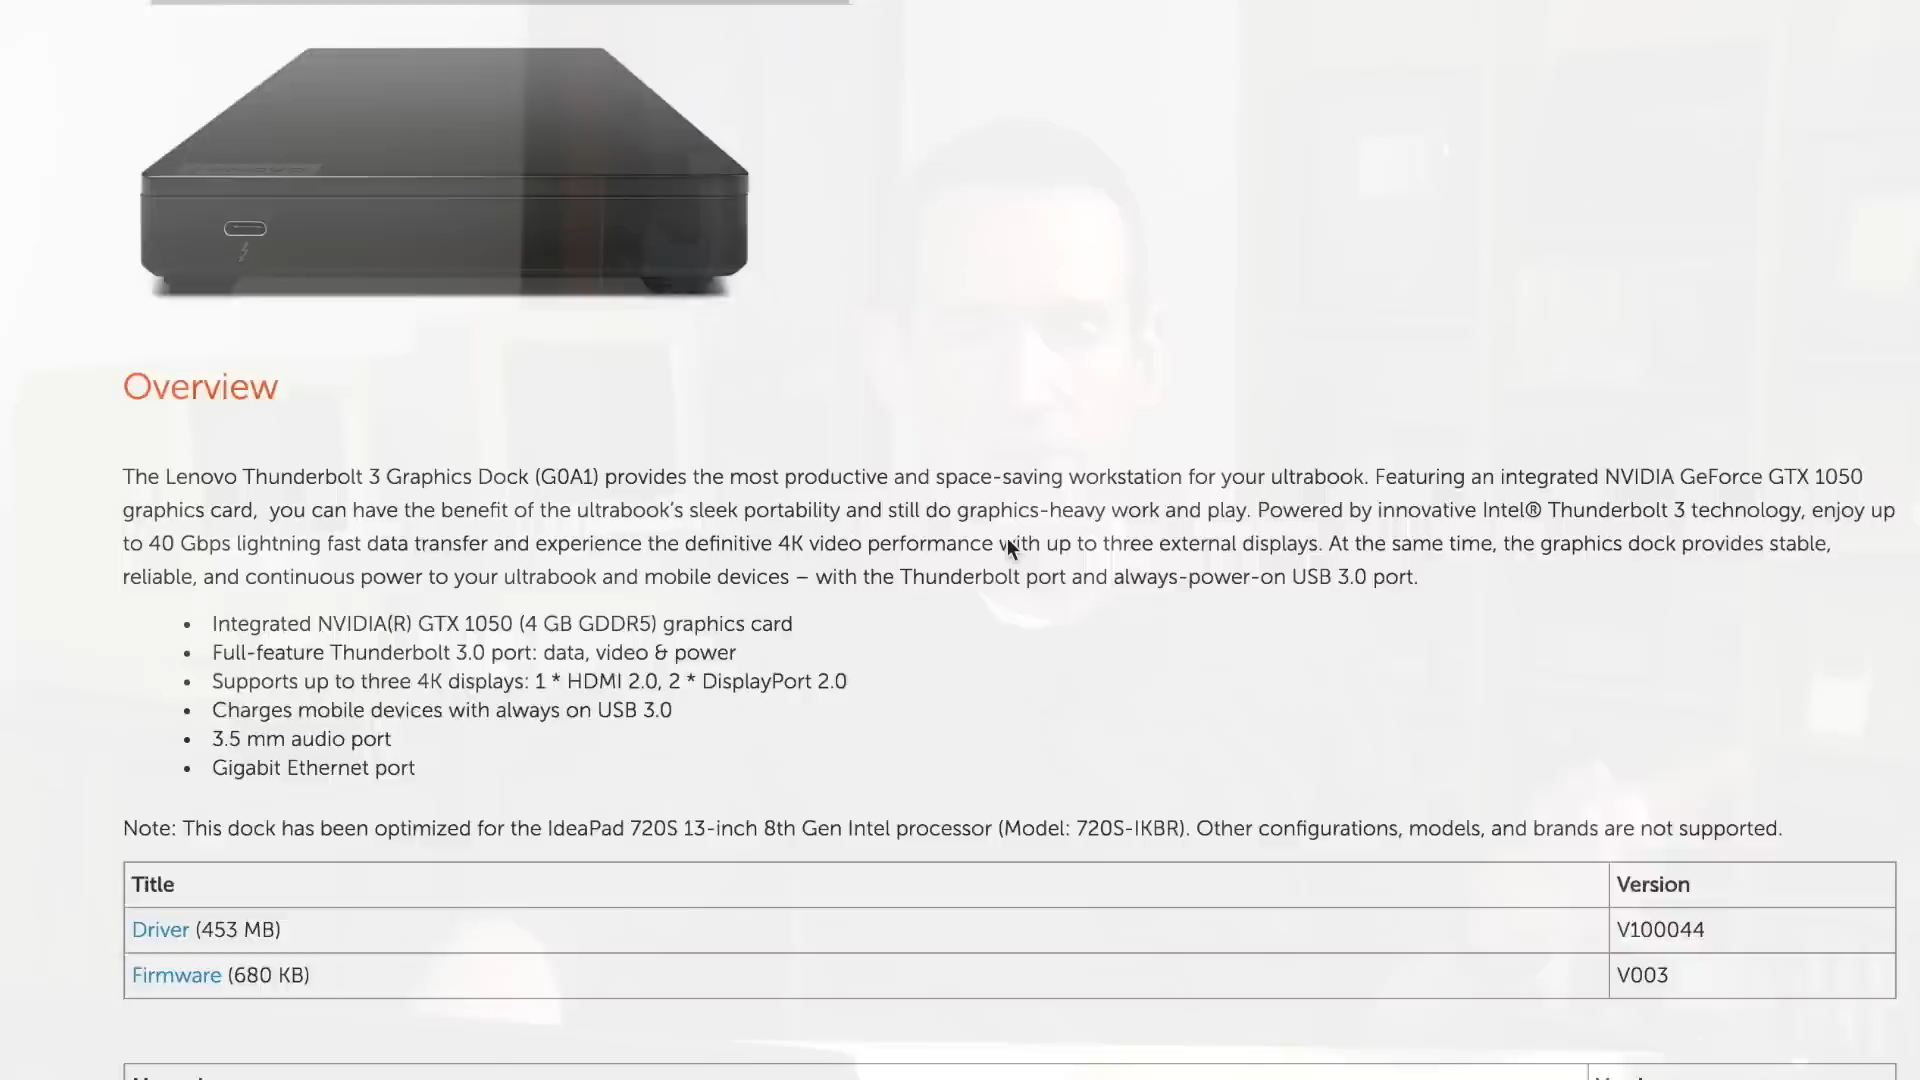 Overview
The Lenovo Thunderbolt 3 Graphics Dock (G0A1) provides the most productive and space-saving workstation for your ultrabook. Featuring an integrated NVIDIA GeForce GTX 1050
graphics card, you can have the benefit of the ultrabook’s sleek portability and still do graphics-heavy work and play. Powered by innovative Intel® Thunderbolt 3 technology, enjoy up
to 40 Gbps lightning fast data transfer and experience the definitive 4K video performance with up to three external displays. At the same time, the graphics dock provides stable,
reliable, and continuous power to your ultrabook and mobile devices – with the Thunderbolt port and always-power-on USB 3.0 port.
• Integrated NVIDIA(R) GTX 1050 (4 GB GDDR5) graphics card
• Full-feature Thunderbolt 3.0 port: data, video & power
• Supports up to three 4K displays: 1 * HDMI 2.0, 2 * DisplayPort 2.0
• Charges mobile devices with always on USB 3.0
• 3.5 mm audio port
• Gigabit Ethernet port
Note: This dock has been optimized for the IdeaPad 720S 13-inch 8th Gen Intel processor (Model: 720S-IKBR). Other configurations, models, and brands are not supported.
Title Version
Driver (453 MB) V100044
Firmware (680 KB) V003